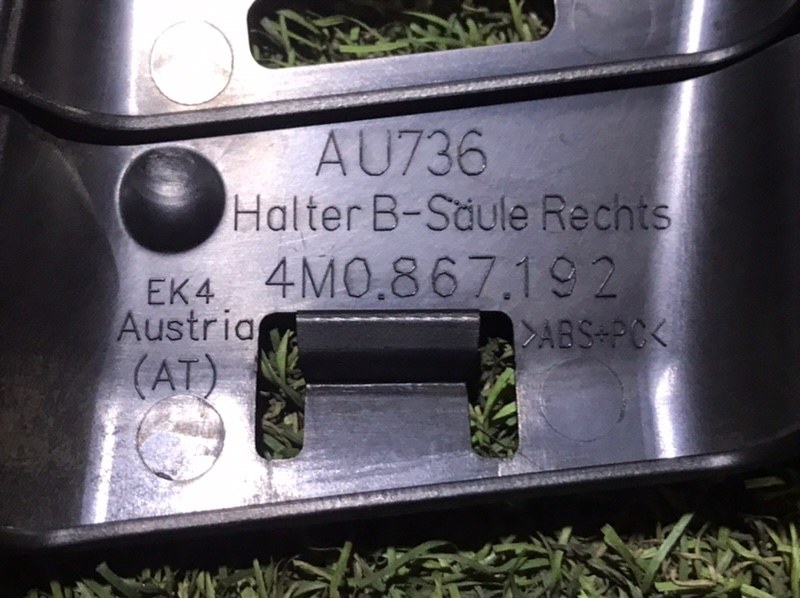 AU736
Halter B-Säule Rechts
4M0.867.192
EK4
Austria
(AT)
>ABS+PC<